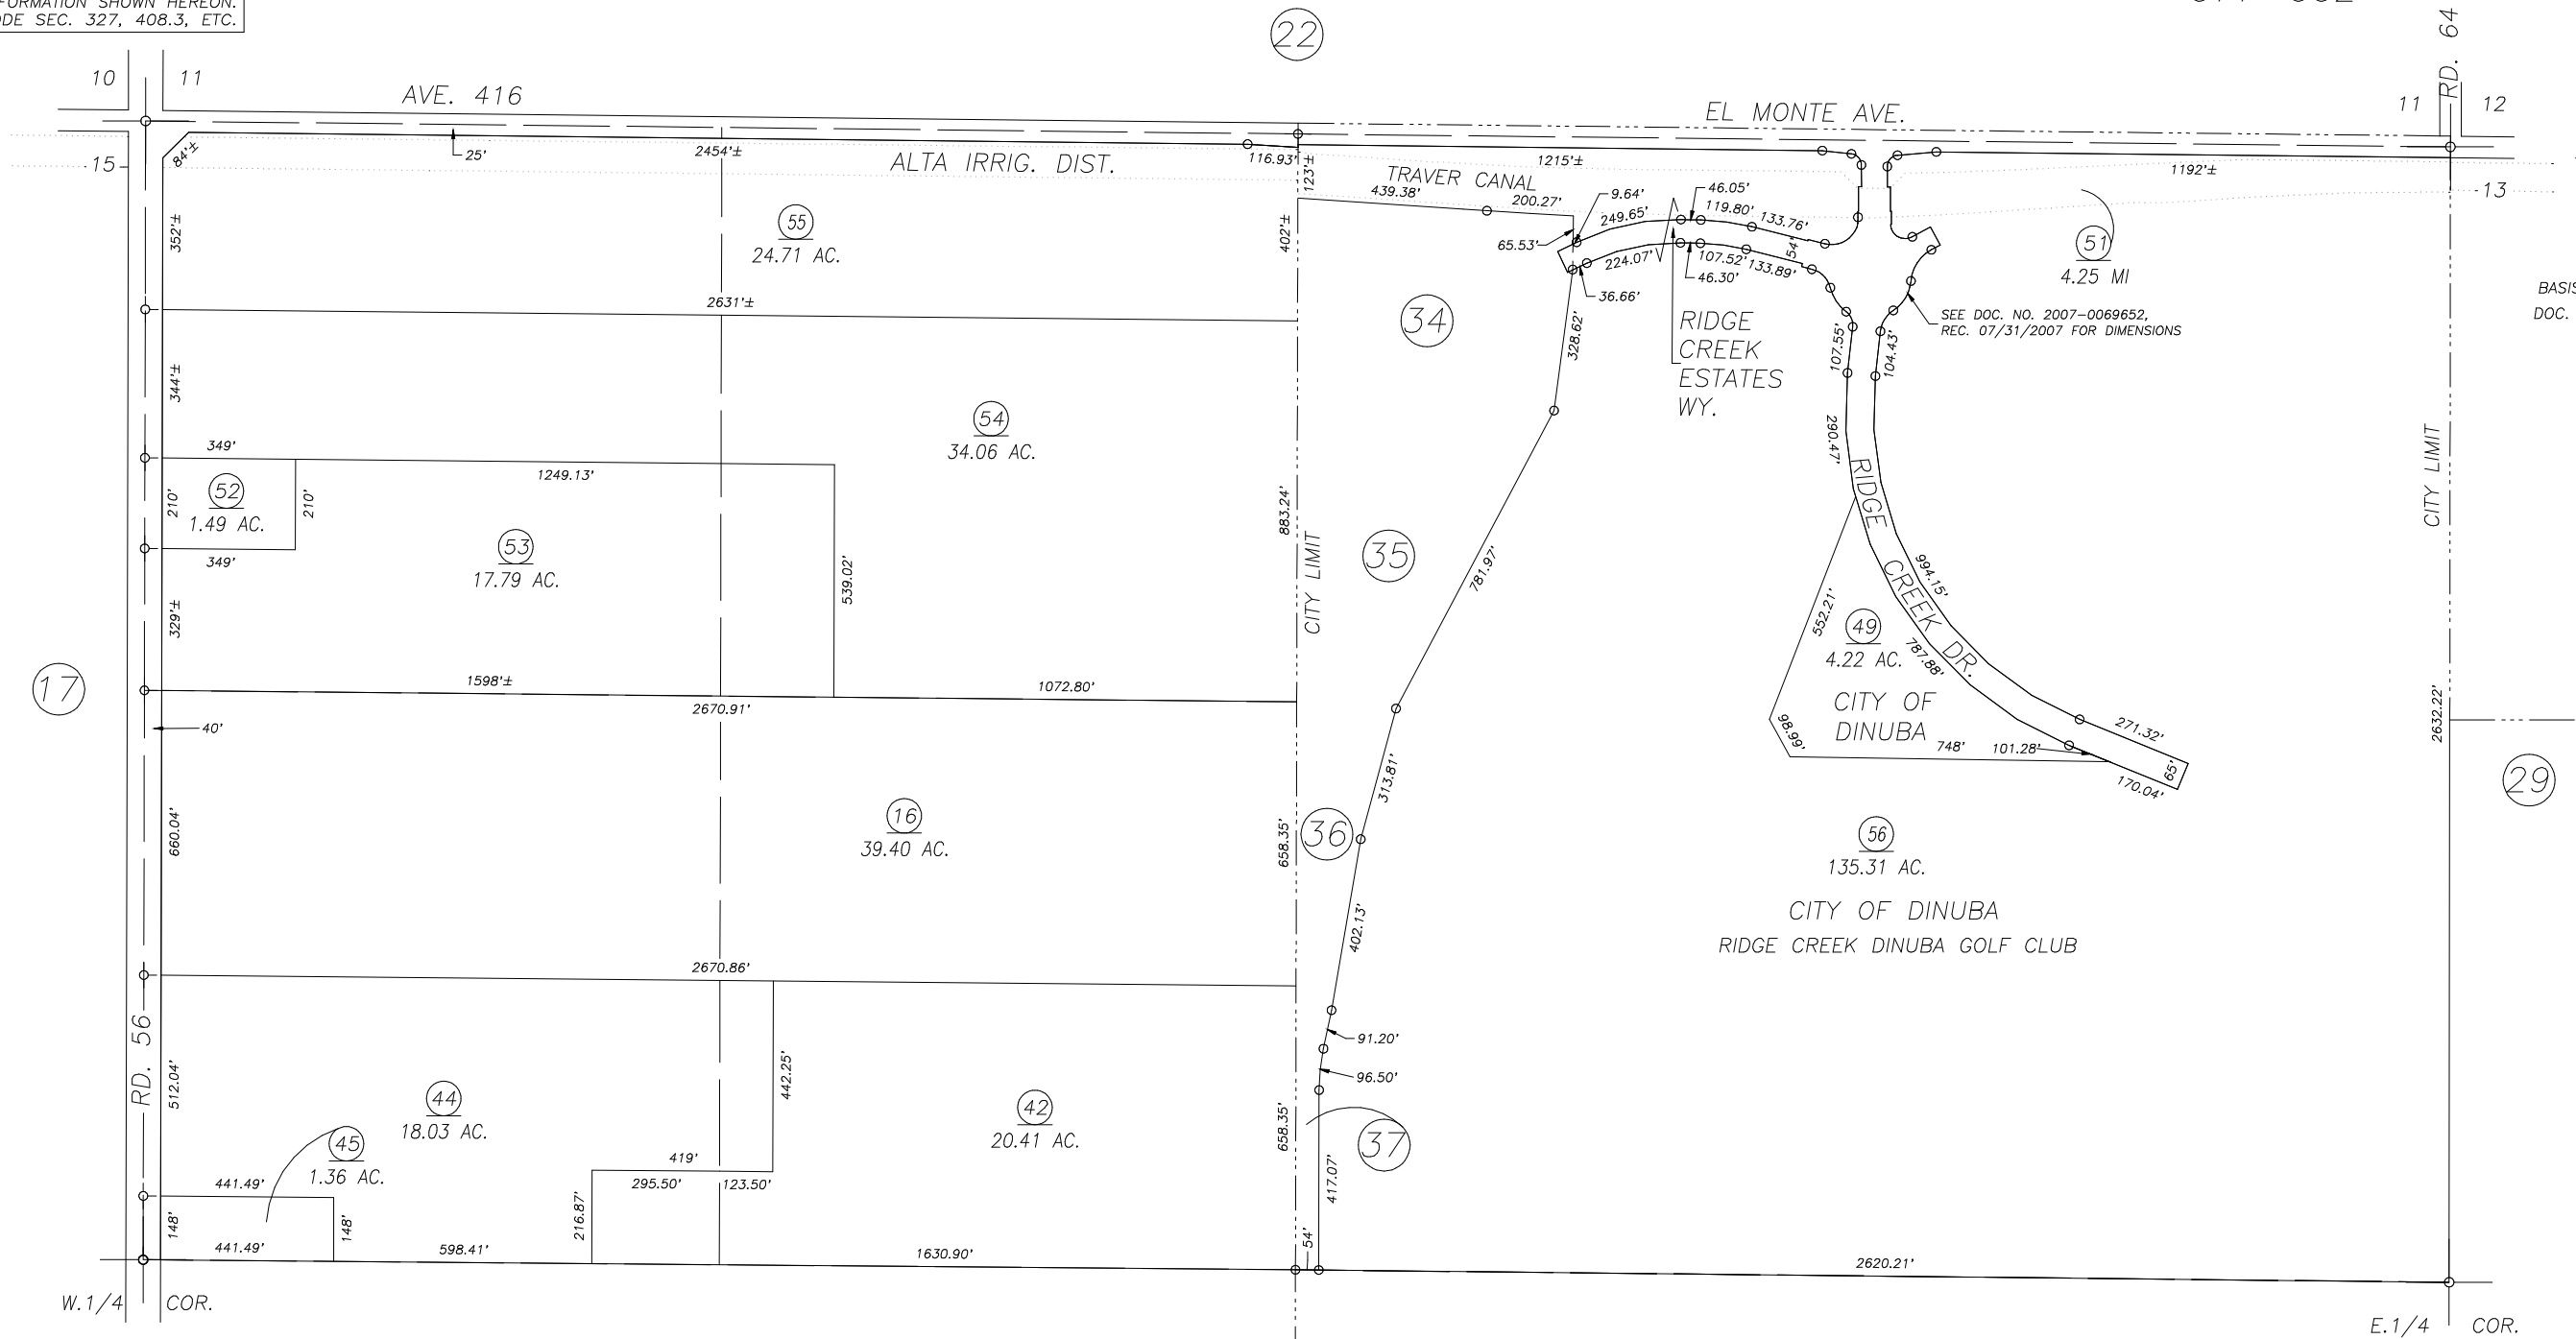 FORMATION SHOWN HEREON.
DE SEC. 327, 408.3, ETC.
22
RD. 64
10 11
AVE. 416
EL MONTE AVE.
11 12
15
84'±
25'
2454'±
ALTA IRRIG. DIST.
116.93'
123'±
1215'±
1192'±
13
TRAVER CANAL
439.38'
200.27'
9.64'
46.05'
249.65'
119.80'
133.76'
65.53'
54'
224.07'
107.52'
133.89'
46.30'
36.66'
352'±
55
24.71 AC.
402'±
51
4.25 MI
BASIS
DOC.
SEE DOC. NO. 2007-0069652,
REC. 07/31/2007 FOR DIMENSIONS
2631'±
34
328.62'
RIDGE
CREEK
ESTATES
WY.
107.55'
104.43'
344'±
54
34.06 AC.
290.47'
CITY LIMIT
349'
1249.13'
52
1.49 AC.
210'
210'
349'
53
17.79 AC.
539.02'
883.24'
CITY LIMIT
35
781.97'
RIDGE CREEK DR.
994.15'
552.21'
49
4.22 AC.
787.88'
CITY OF
DINUBA
98.99'
748'
101.28'
271.32'
65'
170.04'
2632.22'
329'±
17
1598'±
1072.80'
2670.91'
40'
29
313.81'
660.04'
16
39.40 AC.
658.35'
36
56
135.31 AC.
CITY OF DINUBA
RIDGE CREEK DINUBA GOLF CLUB
402.13'
2670.86'
RD. 56
512.04'
44
18.03 AC.
442.25'
42
20.41 AC.
658.35'
91.20'
96.50'
37
45
1.36 AC.
419'
295.50'
123.50'
417.07'
441.49'
216.87'
148'
148'
441.49'
598.41'
1630.90'
54'
2620.21'
W.1/4 COR.
E.1/4 COR.